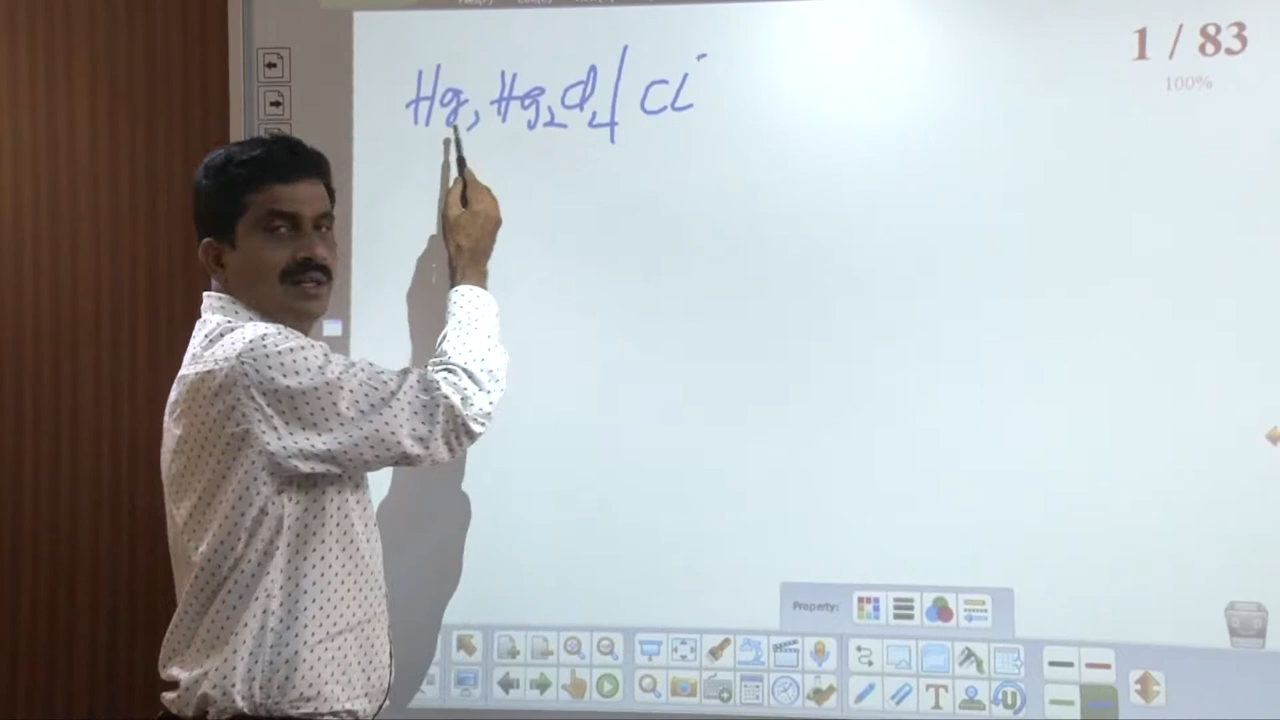 1 / 83
100%
Hg, Hg₂Cl₂ / Cl⁻
Property: